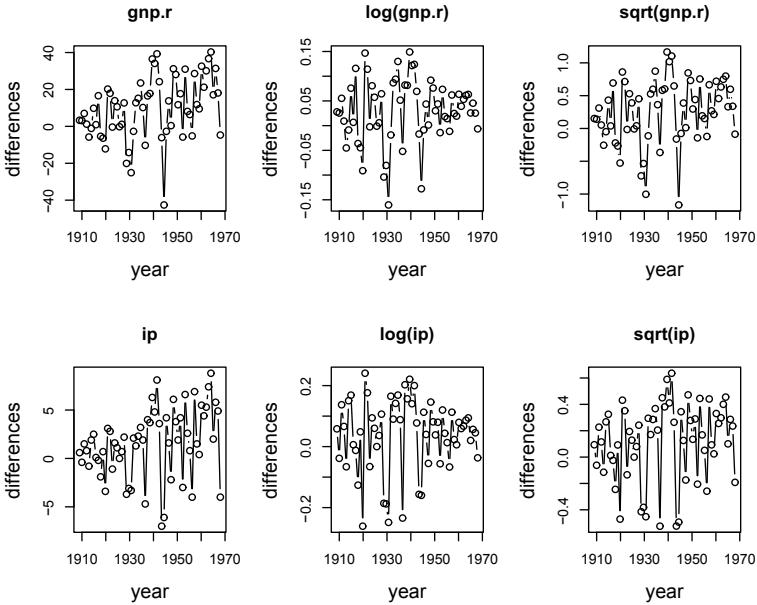 gnp.r
log(gnp.r)
sqrt(gnp.r)
differences
40
20
0
−20
−40
1910 1930 1950 1970
year
differences
0.15
0.05
−0.05
−0.15
1910 1930 1950 1970
year
differences
1.0
0.5
0.0
−1.0
1910 1930 1950 1970
year
ip
log(ip)
sqrt(ip)
differences
5
0
−5
1910 1930 1950 1970
year
differences
0.2
0.0
−0.2
1910 1930 1950 1970
year
differences
0.4
0.0
−0.4
1910 1930 1950 1970
year